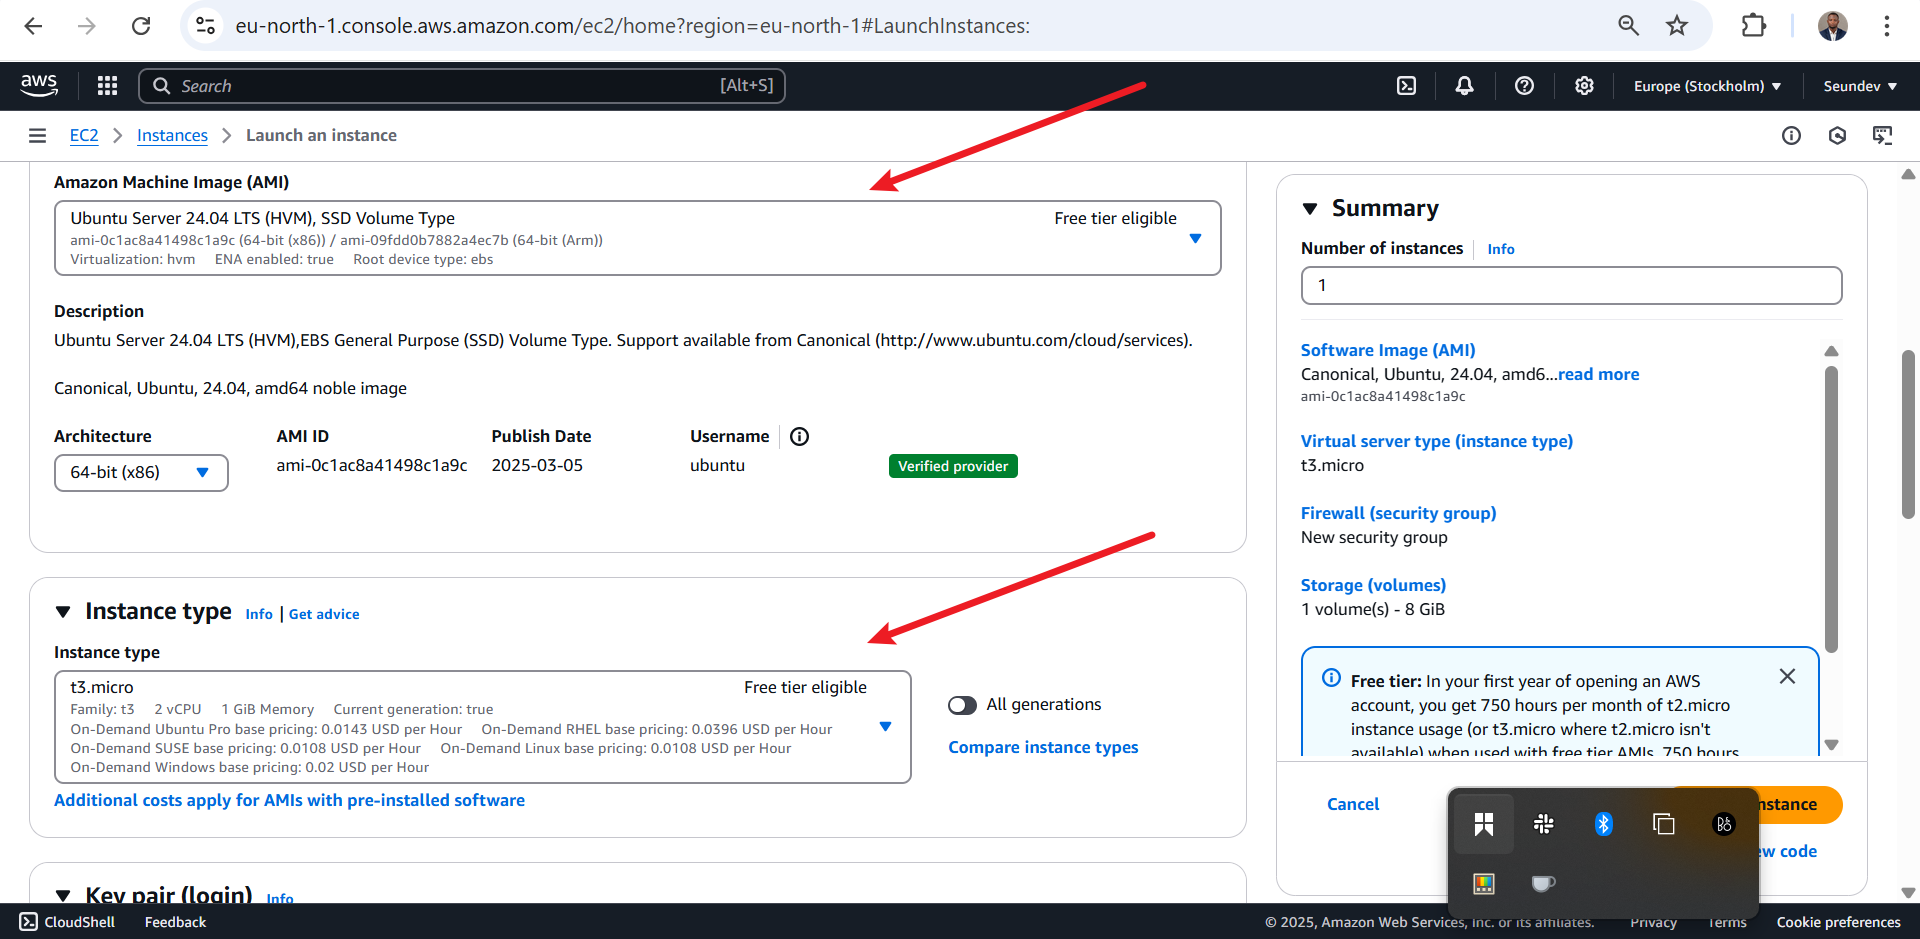 eu-north-1.console.aws.amazon.com/ec2/home?region=eu-north-1#LaunchInstances:
aws
Search
[Alt+S]
Europe (Stockholm)
Seundev
EC2
Instances
Launch an instance
Amazon Machine Image (AMI)
Ubuntu Server 24.04 LTS (HVM), SSD Volume Type
Free tier eligible
ami-0c1ac8a41498c1a9c (64-bit (x86)) / ami-09fdd0b7882a4ec7b (64-bit (Arm))
Virtualization: hvm ENA enabled: true Root device type: ebs
Description
Ubuntu Server 24.04 LTS (HVM),EBS General Purpose (SSD) Volume Type. Support available from Canonical (http://www.ubuntu.com/cloud/services).
Canonical, Ubuntu, 24.04, amd64 noble image
Architecture AMI ID Publish Date Username
64-bit (x86) ami-0c1ac8a41498c1a9c 2025-03-05 ubuntu Verified provider
Instance type Info | Get advice
Instance type
t3.micro Free tier eligible
Family: t3 2 vCPU 1 GiB Memory Current generation: true
On-Demand Ubuntu Pro base pricing: 0.0143 USD per Hour On-Demand RHEL base pricing: 0.0396 USD per Hour
On-Demand SUSE base pricing: 0.0108 USD per Hour On-Demand Linux base pricing: 0.0108 USD per Hour
On-Demand Windows base pricing: 0.02 USD per Hour
All generations
Compare instance types
Additional costs apply for AMIs with pre-installed software
Key pair (login) Info
Summary
Number of instances Info
1
Software Image (AMI)
Canonical, Ubuntu, 24.04, amd6...read more
ami-0c1ac8a41498c1a9c
Virtual server type (instance type)
t3.micro
Firewall (security group)
New security group
Storage (volumes)
1 volume(s) - 8 GiB
Free tier: In your first year of opening an AWS
account, you get 750 hours per month of t2.micro
instance usage (or t3.micro where t2.micro isn't
available) when used with free tier AMIs, 750 hours
Cancel
nstance
ew code
CloudShell
Feedback
© 2025, Amazon Web Services, Inc. or its affiliates.
Privacy
Terms
Cookie preferences